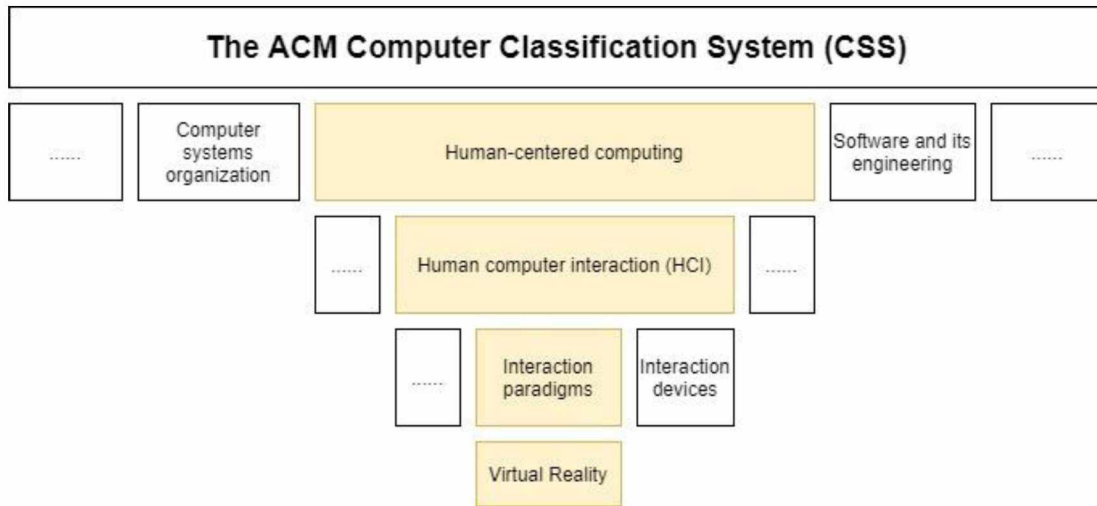 The ACM Computer Classification System (CSS)
......
Computer
systems
organization
Human-centered computing
Software and its
engineering
......
......
Human computer interaction (HCI)
......
......
Interaction
paradigms
Interaction
devices
Virtual Reality